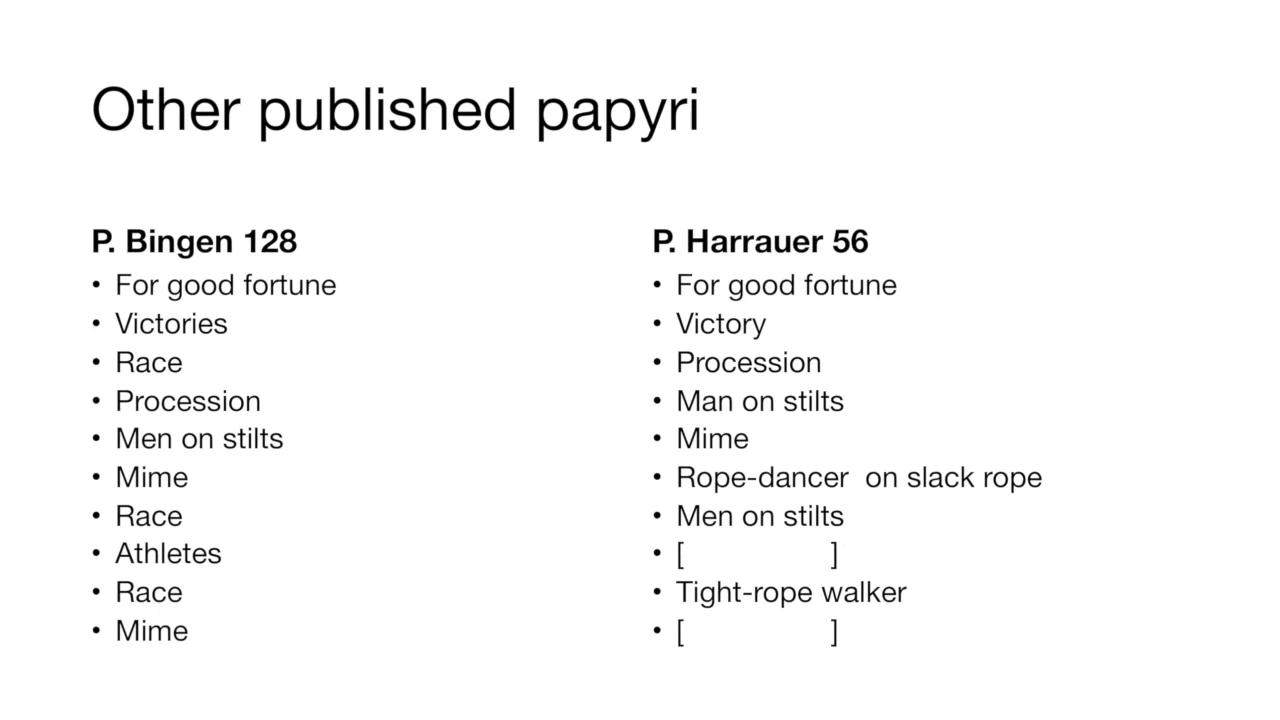 Other published papyri
P. Bingen 128
• For good fortune
• Victories
• Race
• Procession
• Men on stilts
• Mime
• Race
• Athletes
• Race
• Mime
P. Harrauer 56
• For good fortune
• Victory
• Procession
• Man on stilts
• Mime
• Rope-dancer  on slack rope
• Men on stilts
• [                    ]
• Tight-rope walker
• [                    ]